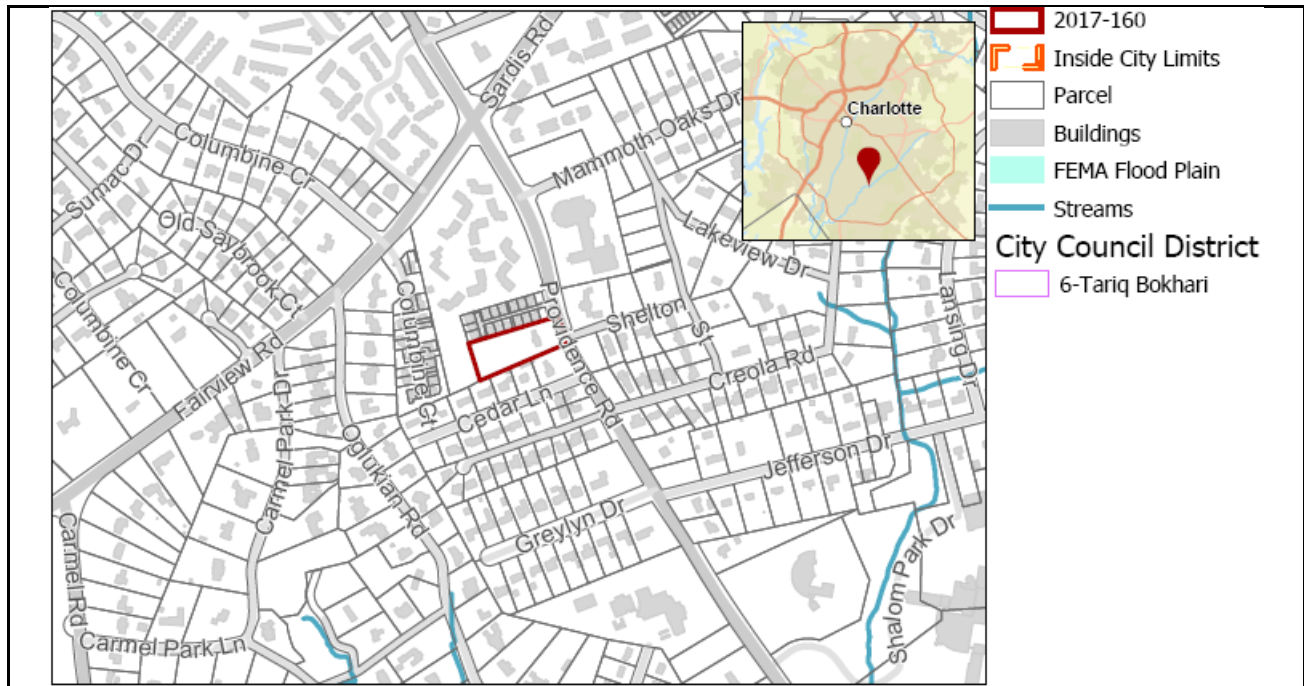 Sardis Rd
Columbine Cr
Mammoth Oaks Dr
Sumac Dr
Old Saybrook Ct
Lakeview Dr
Columbine Cr
Columbine Ct
Providence Rd
Shelton
St
Lansing Dr
Fairview Rd
Creola Rd
Cedar Ln
Carmel Park Dr
Oglukian Rd
Jefferson Dr
Greylyn Dr
Carmel Rd
Shalom Park Dr
Carmel Park Ln
Charlotte
2017-160
Inside City Limits
Parcel
Buildings
FEMA Flood Plain
Streams
City Council District
6-Tariq Bokhari